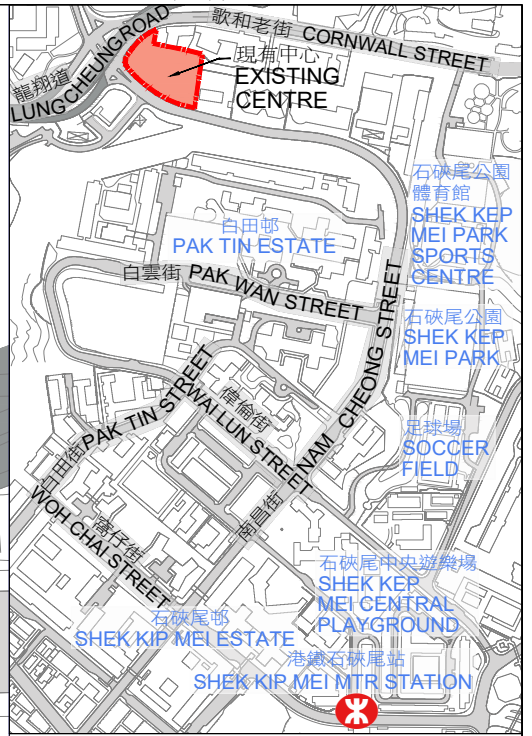 歌和老街 CORNWALL STREET
龍翔道
LUNG CHEUNG ROAD
現有中心
EXISTING
CENTRE
石硤尾公園
體育館
SHEK KEP
MEI PARK
SPORTS
CENTRE
白田邨
PAK TIN ESTATE
白雲街 PAK WAN STREET
石硤尾公園
SHEK KEP
MEI PARK
偉倫街
WAI LUN STREET
白田街 PAK TIN STREET
南昌街 NAM CHEONG STREET
足球場
SOCCER
FIELD
窩仔街
WOH CHAI STREET
石硤尾中央遊樂場
SHEK KEP
MEI CENTRAL
PLAYGROUND
石硤尾邨
SHEK KIP MEI ESTATE
港鐵石硤尾站
SHEK KIP MEI MTR STATION